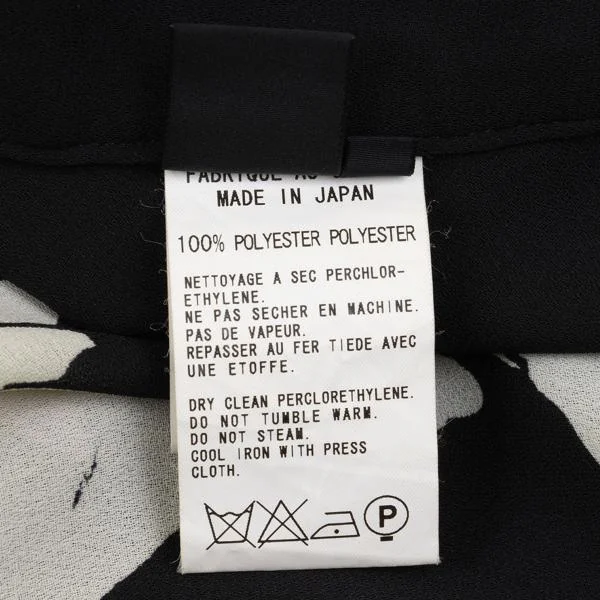 FABRIQUE AU
MADE IN JAPAN
100% POLYESTER POLYESTER
NETTOYAGE A SEC PERCHLOR-
ETHYLENE.
NE PAS SECHER EN MACHINE.
PAS DE VAPEUR.
REPASSER AU FER TIEDE AVEC
UNE ETOFFE.
DRY CLEAN PERCLORETHYLENE.
DO NOT TUMBLE WARM.
DO NOT STEAM.
COOL IRON WITH PRESS
CLOTH.
P